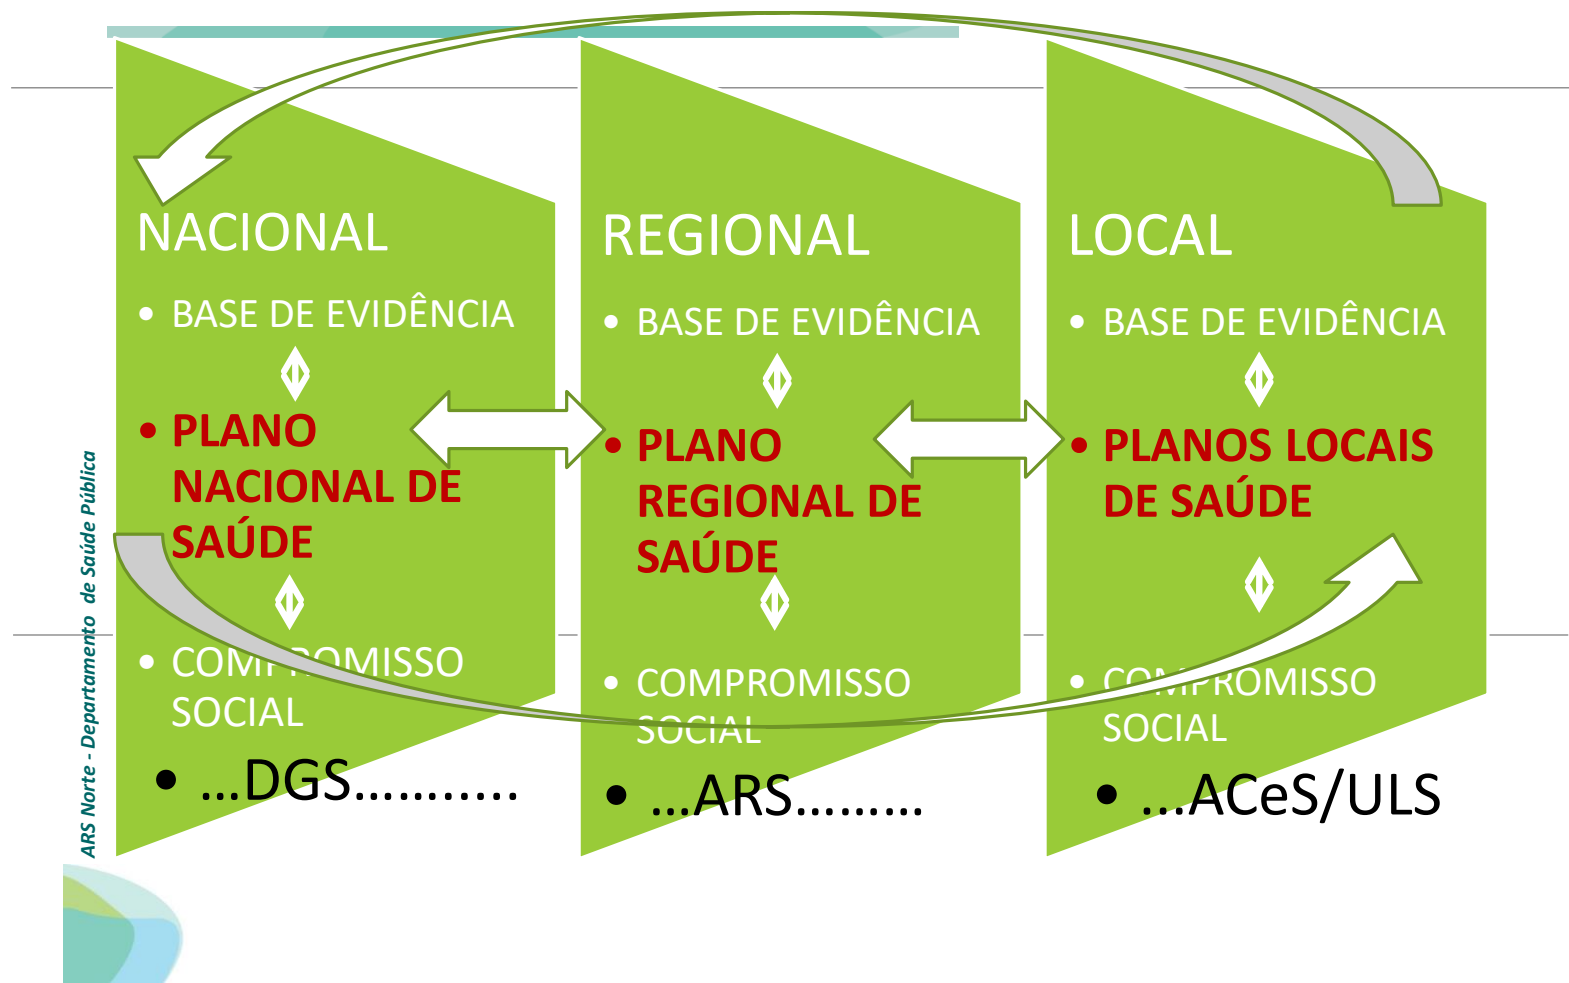 NACIONAL
• BASE DE EVIDÊNCIA
• PLANO
NACIONAL DE
SAÚDE
• COMPROMISSO
SOCIAL
• ...DGS...........
REGIONAL
• BASE DE EVIDÊNCIA
• PLANO
REGIONAL DE
SAÚDE
• COMPROMISSO
SOCIAL
• ...ARS.........
LOCAL
• BASE DE EVIDÊNCIA
• PLANOS LOCAIS
DE SAÚDE
• COMPROMISSO
SOCIAL
• ...ACeS/ULS
ARS Norte - Departamento de Saúde Pública